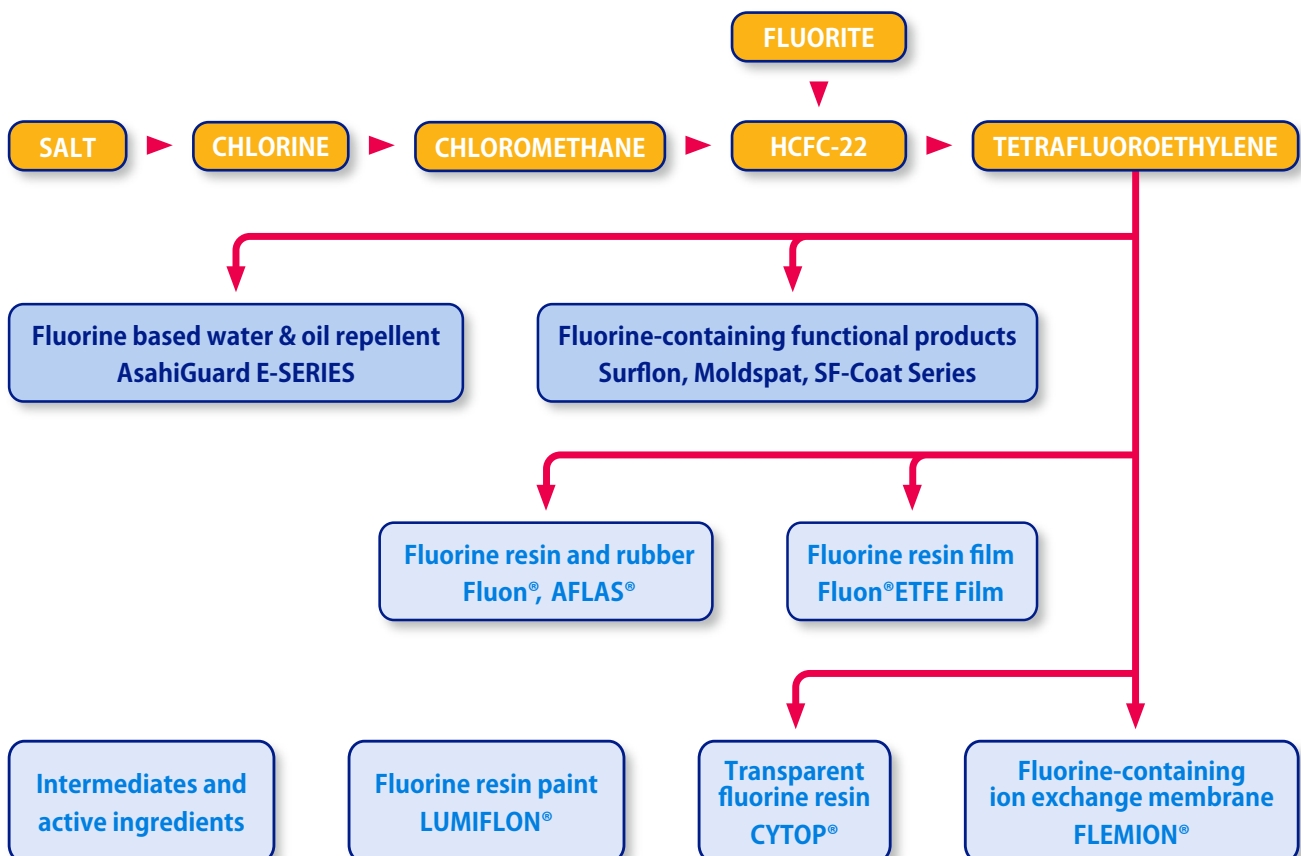 FLUORITE
SALT
CHLORINE
CHLOROMETHANE
HCFC-22
TETRAFLUOROETHYLENE
Fluorine based water & oil repellent
AsahiGuard E-SERIES
Fluorine-containing functional products
Surflon, Moldspat, SF-Coat Series
Fluorine resin and rubber
Fluon®, AFLAS®
Fluorine resin film
Fluon®ETFE Film
Intermediates and
active ingredients
Fluorine resin paint
LUMIFLON®
Transparent
fluorine resin
CYTOP®
Fluorine-containing
ion exchange membrane
FLEMION®